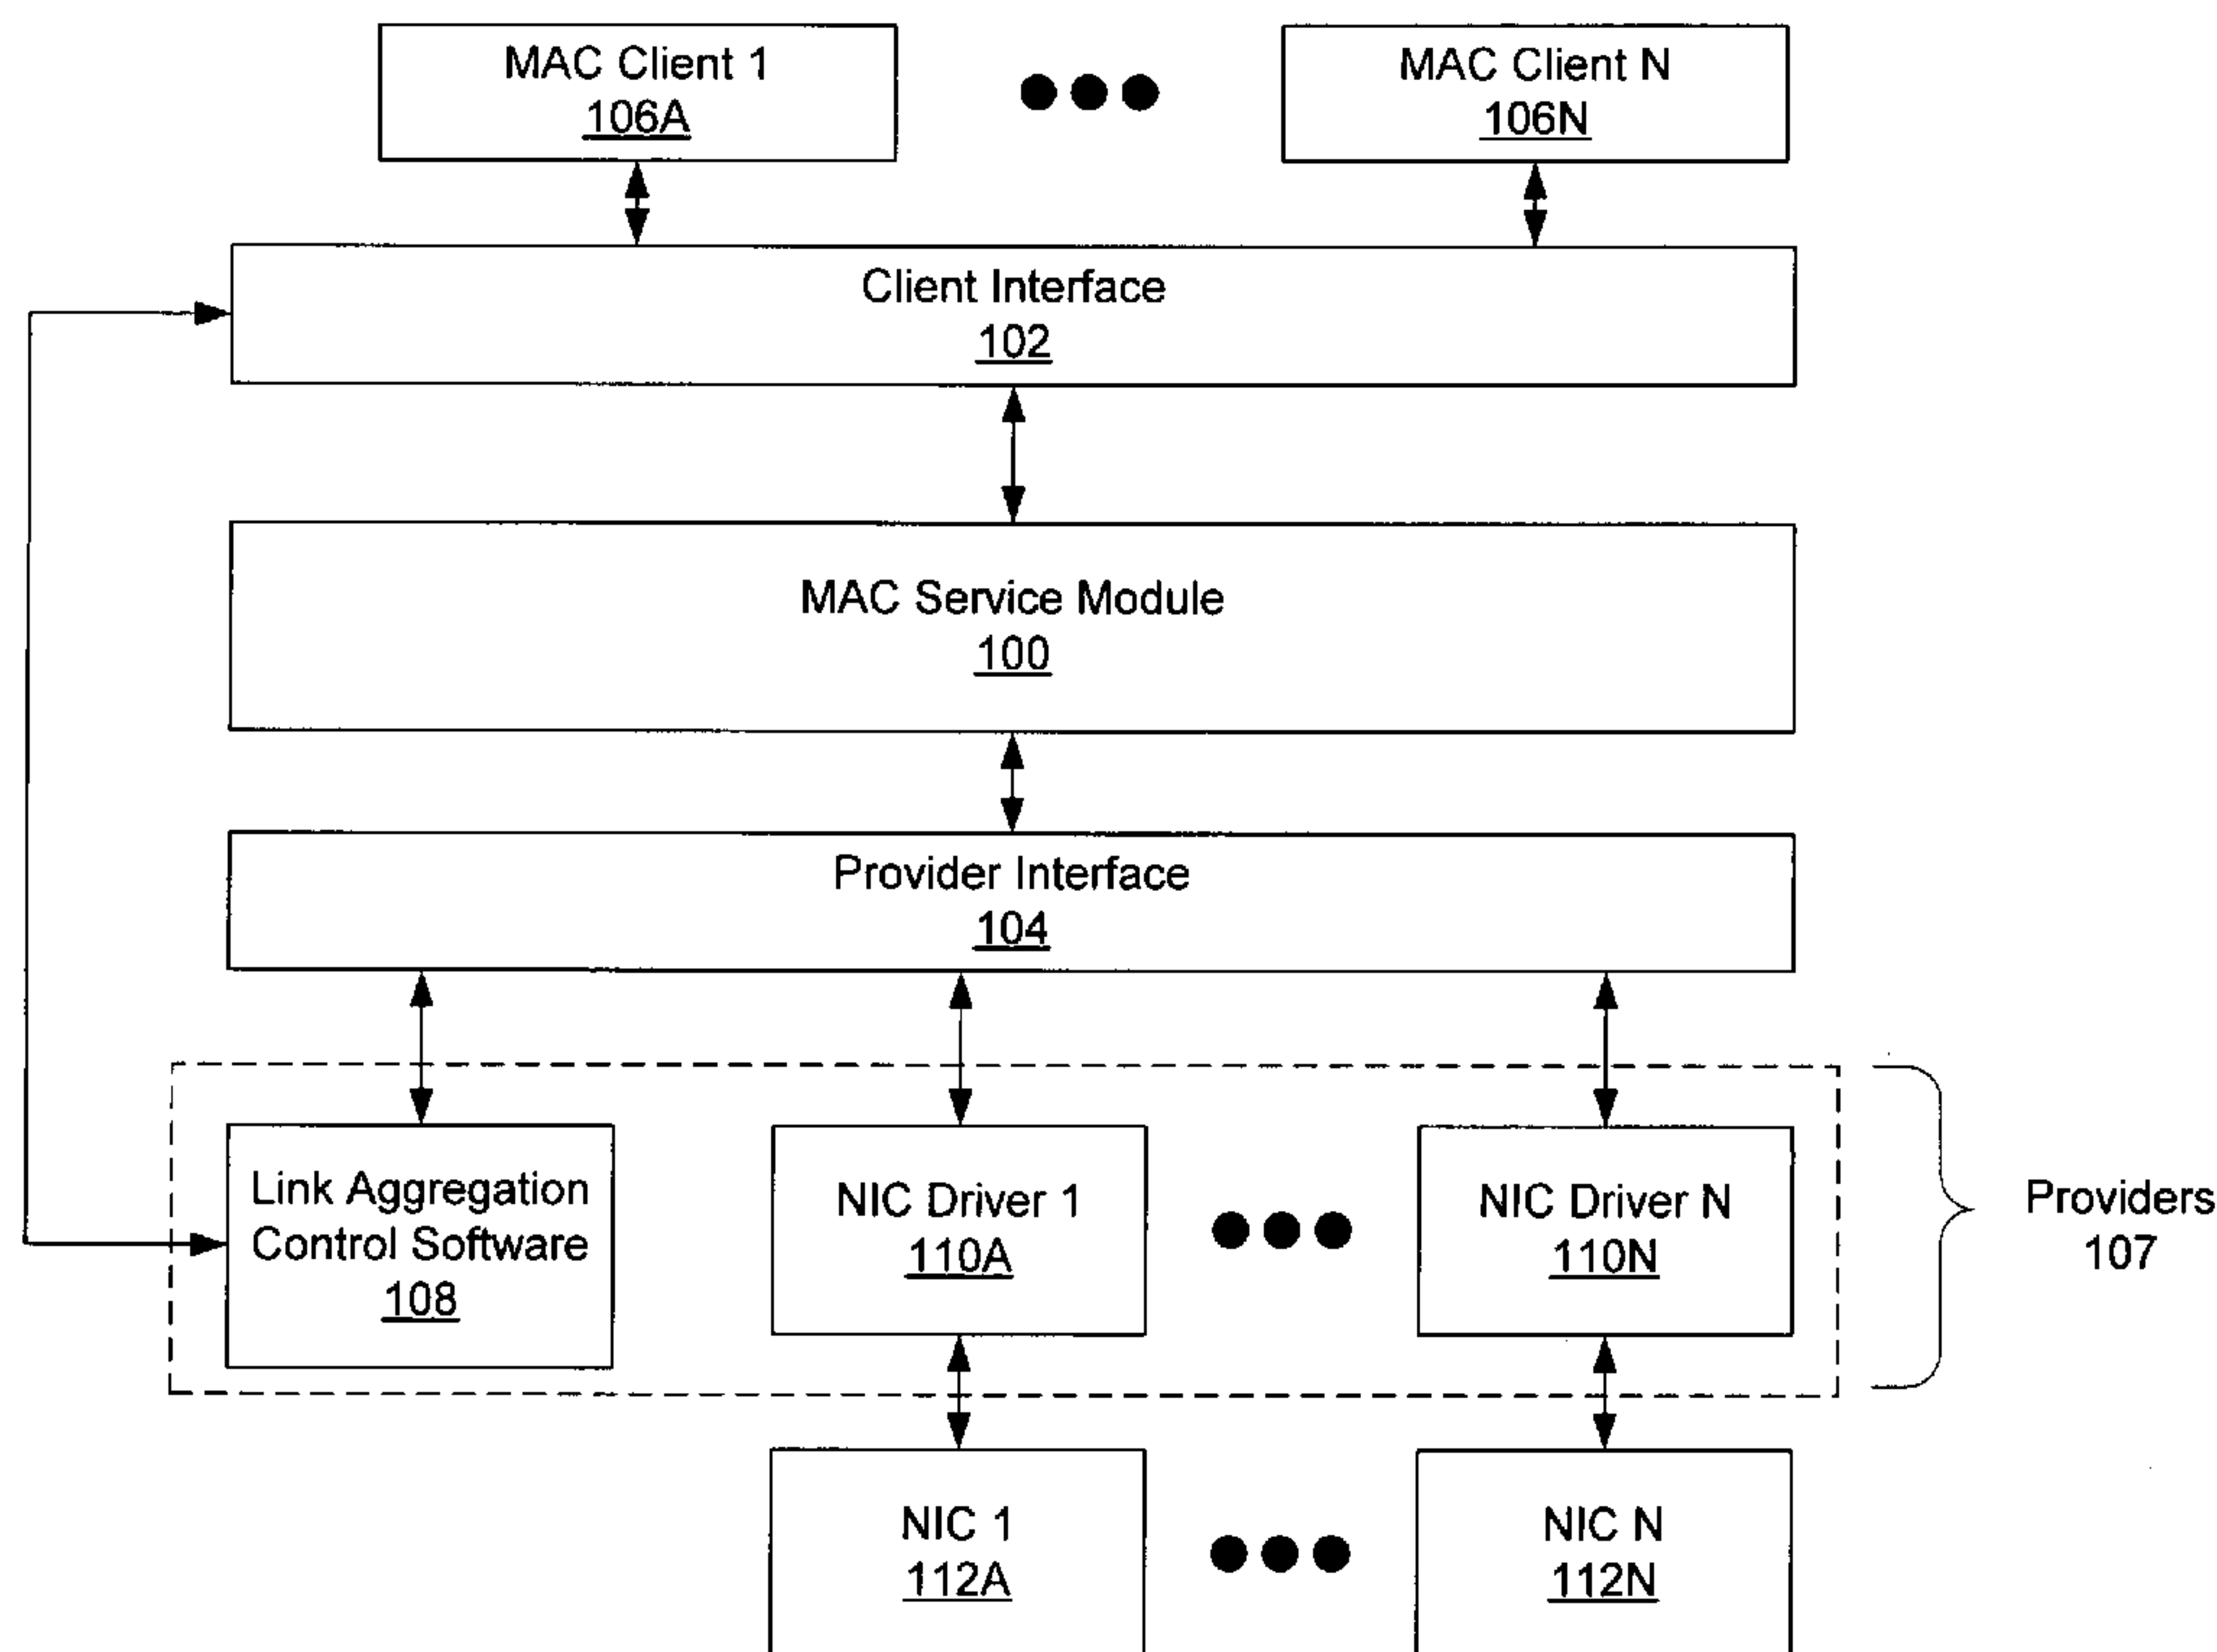 MAC Client 1
106A
MAC Client N
106N
Client Interface
102
MAC Service Module
100
Provider Interface
104
Link Aggregation
Control Software
108
NIC Driver 1
110A
NIC Driver N
110N
Providers
107
NIC 1
112A
NIC N
112N